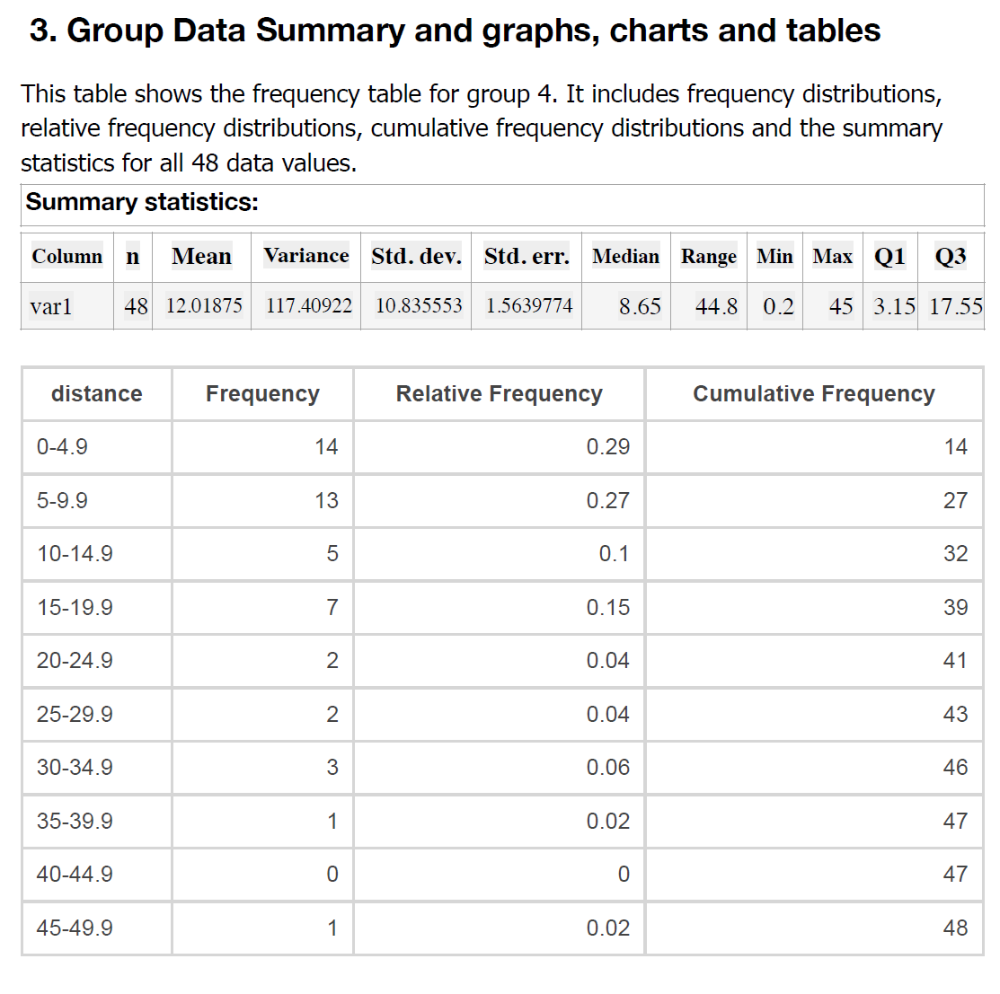 3. Group Data Summary and graphs, charts and tables
This table shows the frequency table for group 4. It includes frequency distributions,
relative frequency distributions, cumulative frequency distributions and the summary
statistics for all 48 data values.
Summary statistics:
Column n Mean Variance Std. dev. Std. err. Median Range Min Max Q1 Q3
var1 48 12.01875 117.40922 10.835553 1.5639774 8.65 44.8 0.2 45 3.15 17.55
distance Frequency Relative Frequency Cumulative Frequency
0-4.9 14 0.29 14
5-9.9 13 0.27 27
10-14.9 5 0.1 32
15-19.9 7 0.15 39
20-24.9 2 0.04 41
25-29.9 2 0.04 43
30-34.9 3 0.06 46
35-39.9 1 0.02 47
40-44.9 0 0 47
45-49.9 1 0.02 48